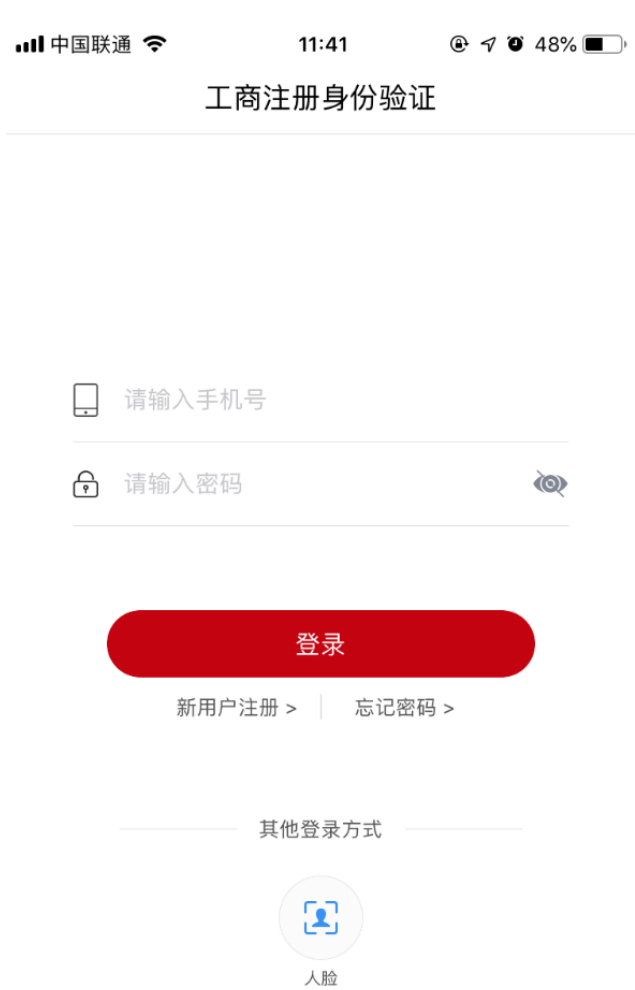 中国联通 11:41 48%
工商注册身份验证
请输入手机号
请输入密码
登录
新用户注册 > 忘记密码 >
其他登录方式
人脸